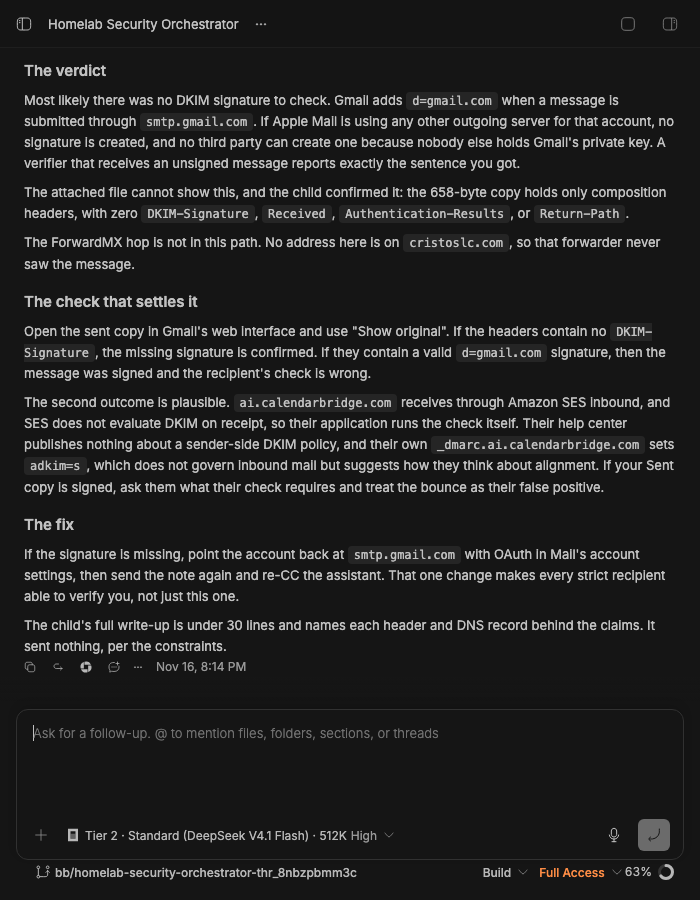 Homelab Security Orchestrator ···
The verdict
Most likely there was no DKIM signature to check. Gmail adds d=gmail.com when a message is
submitted through smtp.gmail.com. If Apple Mail is using any other outgoing server for that account, no
signature is created, and no third party can create one because nobody else holds Gmail's private key. A
verifier that receives an unsigned message reports exactly the sentence you got.
The attached file cannot show this, and the child confirmed it: the 658-byte copy holds only composition
headers, with zero DKIM-Signature, Received, Authentication-Results, or Return-Path.
The ForwardMX hop is not in this path. No address here is on cristoslc.com, so that forwarder never
saw the message.
The check that settles it
Open the sent copy in Gmail's web interface and use "Show original". If the headers contain no DKIM-
Signature, the missing signature is confirmed. If they contain a valid d=gmail.com signature, then the
message was signed and the recipient's check is wrong.
The second outcome is plausible. ai.calendarbridge.com receives through Amazon SES inbound, and
SES does not evaluate DKIM on receipt, so their application runs the check itself. Their help center
publishes nothing about a sender-side DKIM policy, and their own _dmarc.ai.calendarbridge.com sets
adkim=s, which does not govern inbound mail but suggests how they think about alignment. If your Sent
copy is signed, ask them what their check requires and treat the bounce as their false positive.
The fix
If the signature is missing, point the account back at smtp.gmail.com with OAuth in Mail's account
settings, then send the note again and re-CC the assistant. That one change makes every strict recipient
able to verify you, not just this one.
The child's full write-up is under 30 lines and names each header and DNS record behind the claims. It
sent nothing, per the constraints.
··· Nov 16, 8:14 PM
Ask for a follow-up. @ to mention files, folders, sections, or threads
Tier 2 · Standard (DeepSeek V4.1 Flash) · 512K High
bb/homelab-security-orchestrator-thr_8nbzpbmm3c Build Full Access 63%